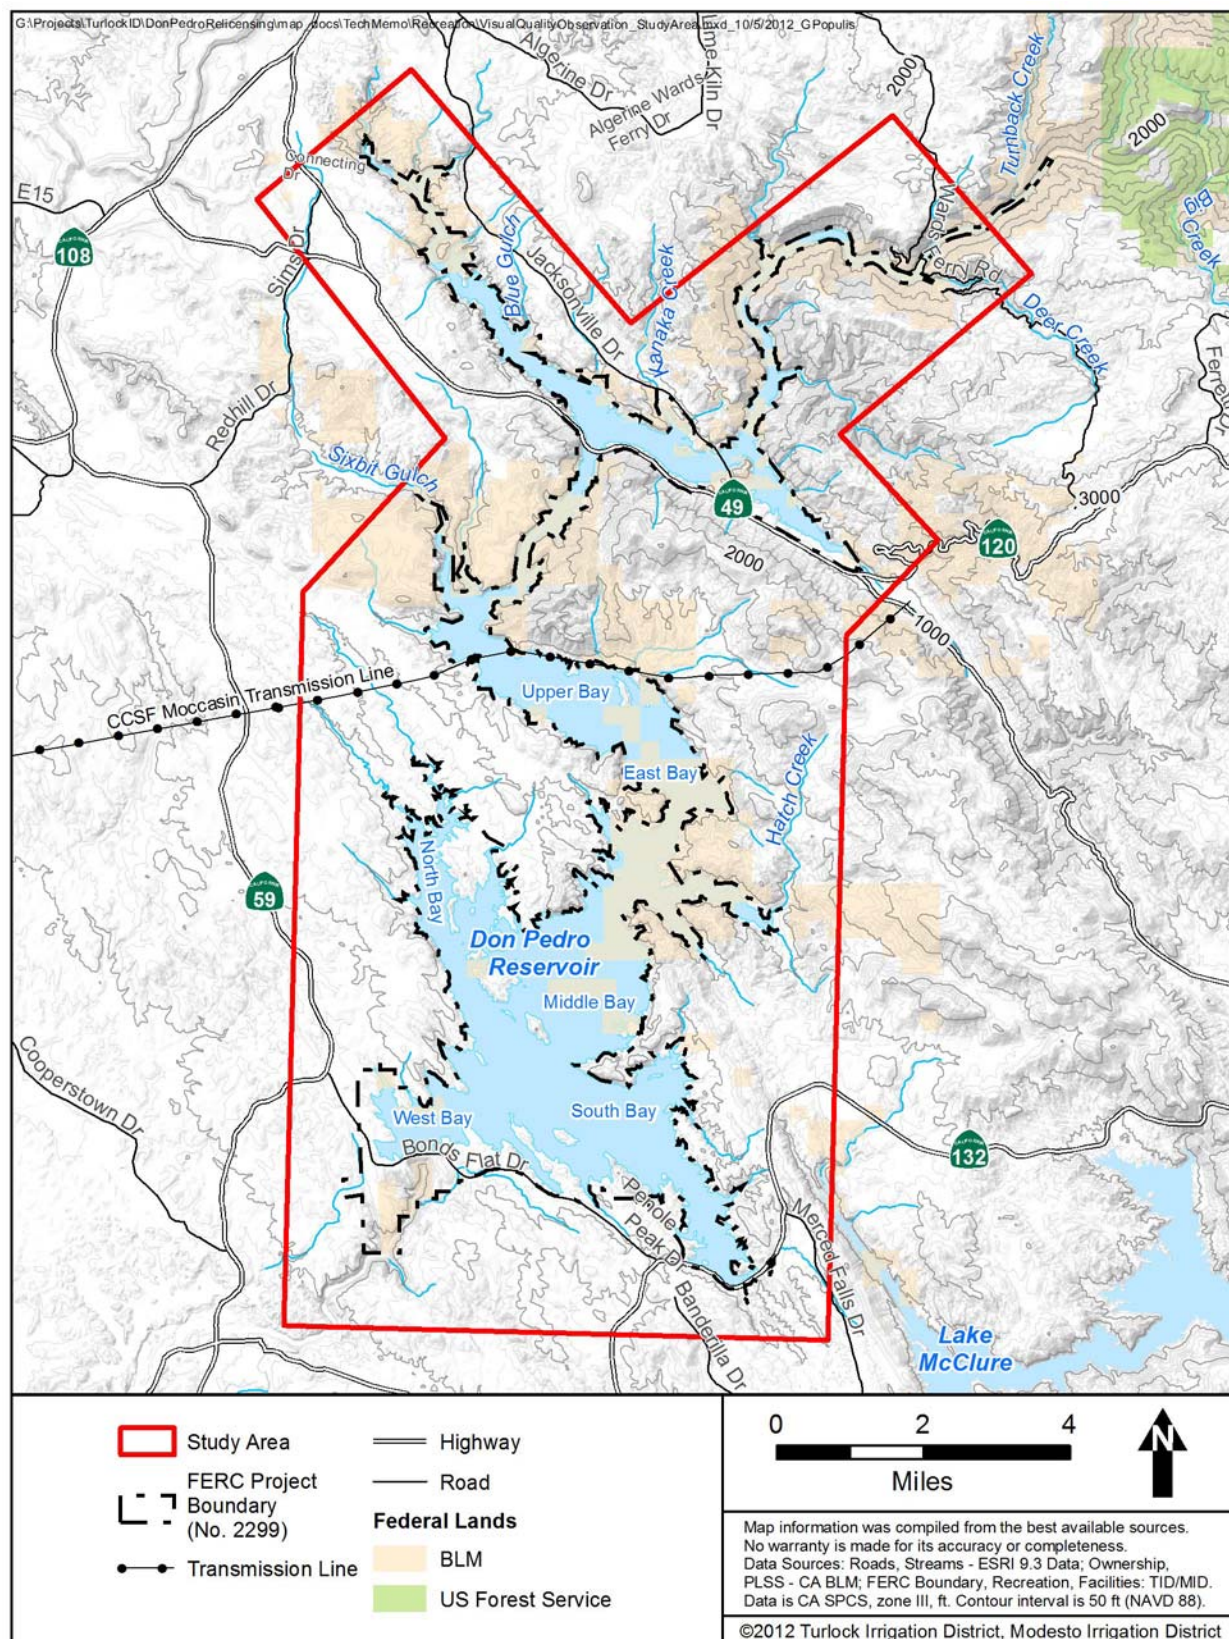 G:\Projects\TurlockID\DonPedroRelicensing\map_docs\TechMemo\Recreation\VisualQualityObservation_StudyArea.mxd_10/5/2012_GPopulis
Algerine Dr
Lime-Kiln Dr
Algerine Wards
Ferry Dr
2000
Turnback Creek
2000
Connecting
Dr
E15
CALIFORNIA
108
Sims Dr
Blue Gulch
Jacksonville Dr
Kanaka Creek
Wards Ferry Rd
Big Creek
Deer Creek
Ferretti Dr
Redhill Dr
Sixbit Gulch
CALIFORNIA
49
2000
3000
CALIFORNIA
120
1000
CCSF Moccasin Transmission Line
Upper Bay
East Bay
Hatch Creek
North Bay
CALIFORNIA
59
Don Pedro
Reservoir
Middle Bay
Cooperstown Dr
West Bay
South Bay
Bonds Flat Dr
CALIFORNIA
132
Penole
Peak Dr
Merced Falls Dr
Banderilla Dr
Lake
McClure
Study Area
FERC Project
Boundary
(No. 2299)
Transmission Line
Highway
Road
Federal Lands
BLM
US Forest Service
0 2 4
Miles
N
Map information was compiled from the best available sources.
No warranty is made for its accuracy or completeness.
Data Sources: Roads, Streams - ESRI 9.3 Data; Ownership,
PLSS - CA BLM; FERC Boundary, Recreation, Facilities: TID/MID.
Data is CA SPCS, zone III, ft. Contour interval is 50 ft (NAVD 88).
©2012 Turlock Irrigation District, Modesto Irrigation District